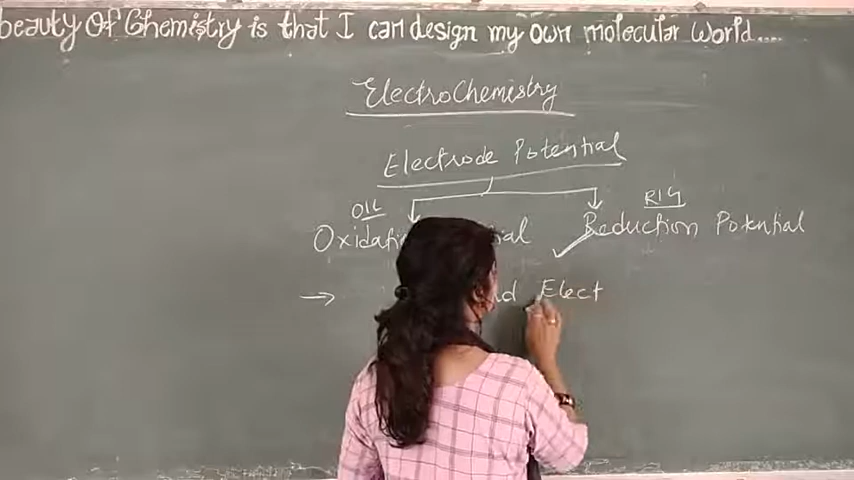 beauty Of Chemistry is that I can design my own molecular world....
ElectroChemistry
Electrode Potential
OIL RIG
Reduction Potential
→ Elect